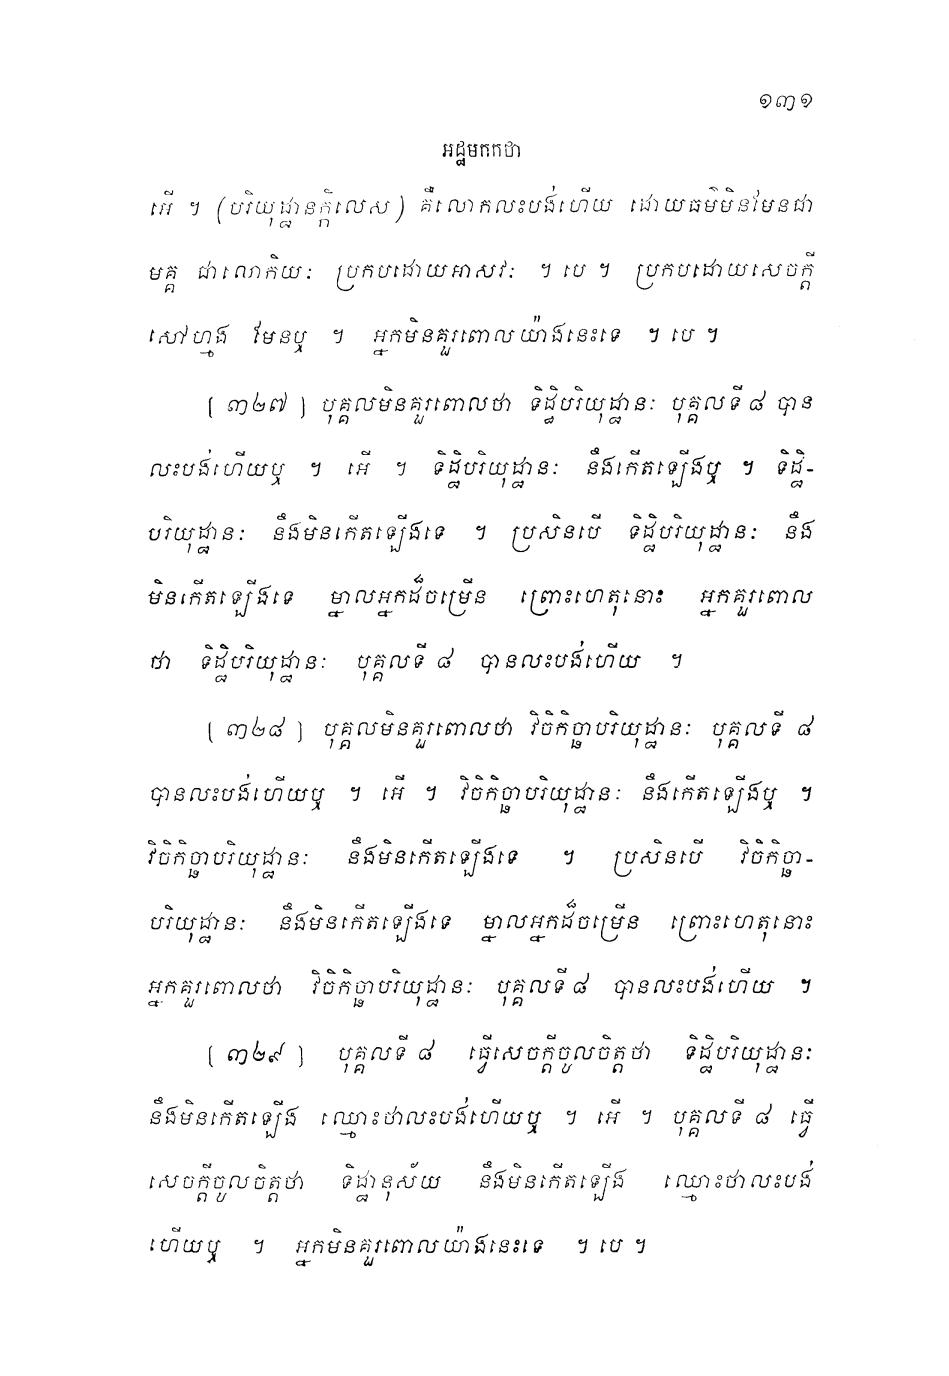 ១៣១
អដ្ឋមកកថា
អើ ។ (បរិយុដ្ឋានក្កិលេស) គឺលោកលះបង់ហើយ ដោយធម៌មិនមែនជា
មគ្គ ជាលោកិយៈ ប្រកបដោយអាសវៈ ។ បេ ។ ប្រកបដោយសេចក្តី
សៅហ្មង មែនឬ ។ អ្នកមិនគួរពោលយ៉ាងនេះទេ ។ បេ ។
[៣២៧] បុគ្គលមិនគួរពោលថា ទិដ្ឋិបរិយុដ្ឋានៈ បុគ្គលទី ៨ បាន
លះបង់ហើយឬ ។ អើ ។ ទិដ្ឋិបរិយុដ្ឋានៈ នឹងកើតឡើងឬ ។ ទិដ្ឋិ-
បរិយុដ្ឋានៈ នឹងមិនកើតឡើងទេ ។ ប្រសិនបើ ទិដ្ឋិបរិយុដ្ឋានៈ នឹង
មិនកើតឡើងទេ ម្នាលអ្នកដ៏ចម្រើន ព្រោះហេតុនោះ អ្នកគួរពោល
ថា ទិដ្ឋិបរិយុដ្ឋានៈ បុគ្គលទី ៨ បានលះបង់ហើយ ។
[៣២៨] បុគ្គលមិនគួរពោលថា វិចិកិច្ឆាបរិយុដ្ឋានៈ បុគ្គលទី ៨
បានលះបង់ហើយឬ ។ អើ ។ វិចិកិច្ឆាបរិយុដ្ឋានៈ នឹងកើតឡើងឬ ។
វិចិកិច្ឆាបរិយុដ្ឋានៈ នឹងមិនកើតឡើងទេ ។ ប្រសិនបើ វិចិកិច្ឆា-
បរិយុដ្ឋានៈ នឹងមិនកើតឡើងទេ ម្នាលអ្នកដ៏ចម្រើន ព្រោះហេតុនោះ
អ្នកគួរពោលថា វិចិកិច្ឆាបរិយុដ្ឋានៈ បុគ្គលទី ៨ បានលះបង់ហើយ ។
[៣២៩] បុគ្គលទី ៨ ធ្វើសេចក្តីចូលចិត្តថា ទិដ្ឋិបរិយុដ្ឋានៈ
នឹងមិនកើតឡើង ឈ្មោះថាលះបង់ហើយឬ ។ អើ ។ បុគ្គលទី ៨ ធ្វើ
សេចក្តីចូលចិត្តថា ទិដ្ឋានុស័យ នឹងមិនកើតឡើង ឈ្មោះថាលះបង់
ហើយឬ ។ អ្នកមិនគួរពោលយ៉ាងនេះទេ ។ បេ ។